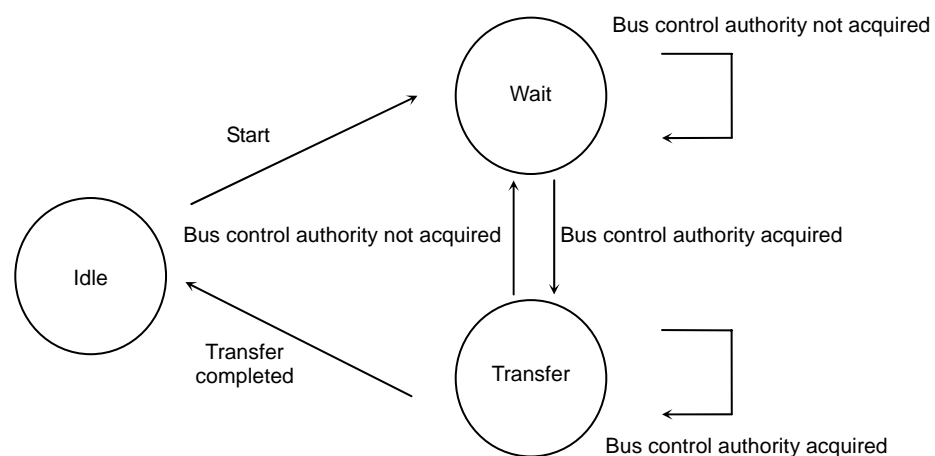 Bus control authority not acquired
Wait
Start
Bus control authority not acquired
Bus control authority acquired
Idle
Transfer
completed
Transfer
Bus control authority acquired